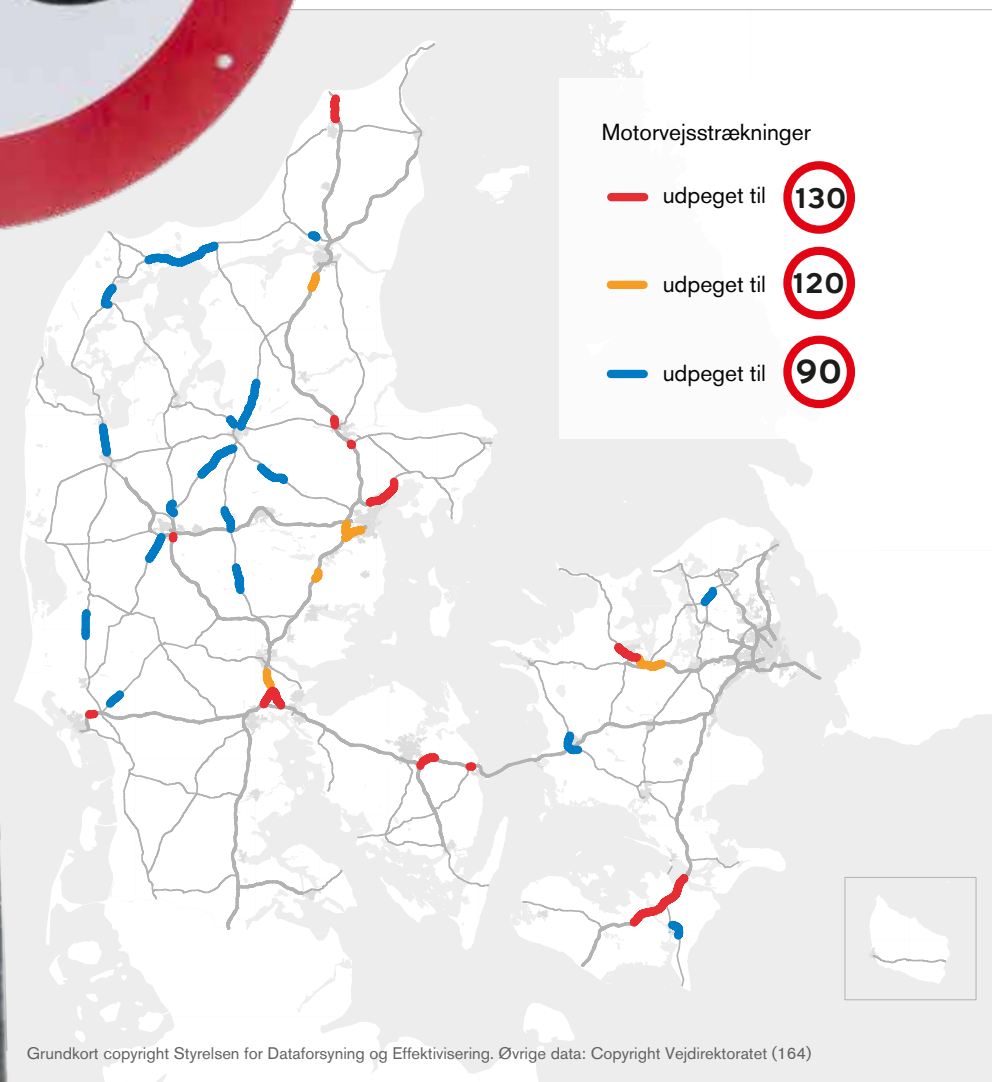 Motorvejsstrækninger
udpeget til 130
udpeget til 120
udpeget til 90
Grundkort copyright Styrelsen for Dataforsyning og Effektivisering. Øvrige data: Copyright Vejdirektoratet (164)